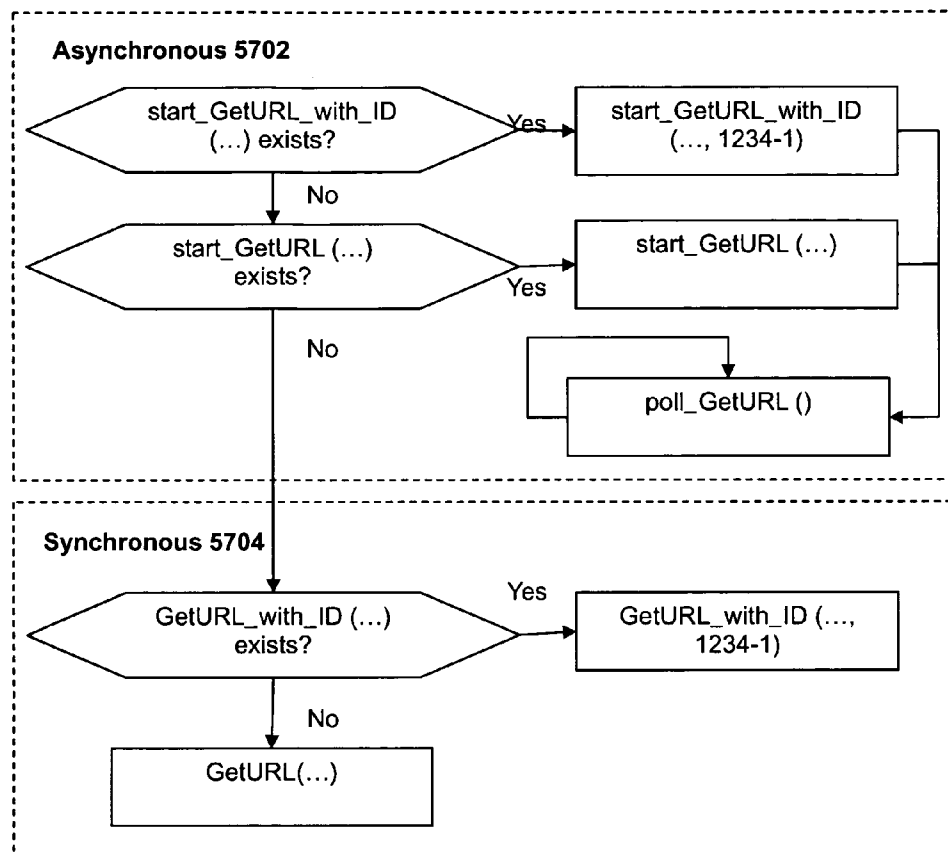 Asynchronous 5702
start_GetURL_with_ID
(...) exists?
Yes
start_GetURL_with_ID
(..., 1234-1)
No
start_GetURL (...)
exists?
Yes
start_GetURL (...)
No
poll_GetURL ()
Synchronous 5704
GetURL_with_ID (...)
exists?
Yes
GetURL_with_ID (...,
1234-1)
No
GetURL(...)